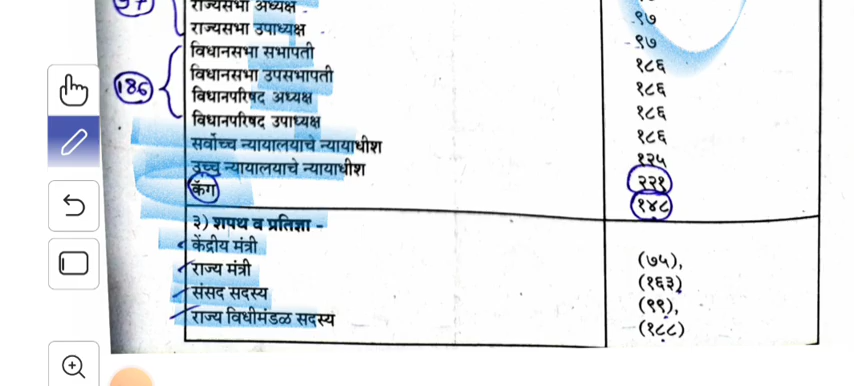 राज्यसभा अध्यक्ष -
राज्यसभा उपाध्यक्ष - ९७
विधानसभा सभापती - ९७
विधानसभा उपसभापती १८६
186 विधानपरिषद अध्यक्ष १८६
विधानपरिषद उपाध्यक्ष १८६
सर्वोच्च न्यायालयाचे न्यायाधीश १८६
उच्च न्यायालयाचे न्यायाधीश १२५
कॅग २२१
१४८
३) शपथ व प्रतिज्ञा -
केंद्रीय मंत्री (७५),
राज्य मंत्री (१६३)
संसद सदस्य (९९),
राज्य विधीमंडळ सदस्य (१८८)